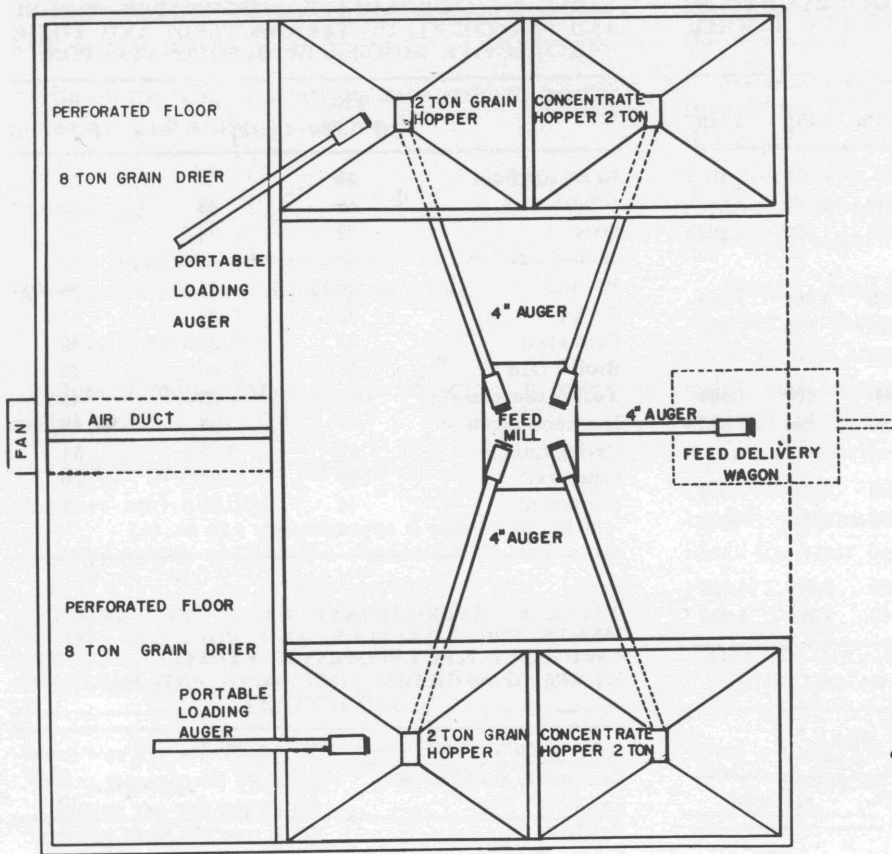 PERFORATED FLOOR
8 TON GRAIN DRIER
PORTABLE
LOADING
AUGER
2 TON GRAIN
HOPPER
CONCENTRATE
HOPPER 2 TON
4" AUGER
FAN
AIR DUCT
FEED
MILL
4" AUGER
FEED DELIVERY
WAGON
4" AUGER
PERFORATED FLOOR
8 TON GRAIN DRIER
PORTABLE
LOADING
AUGER
2 TON GRAIN
HOPPER
CONCENTRATE
HOPPER 2 TON